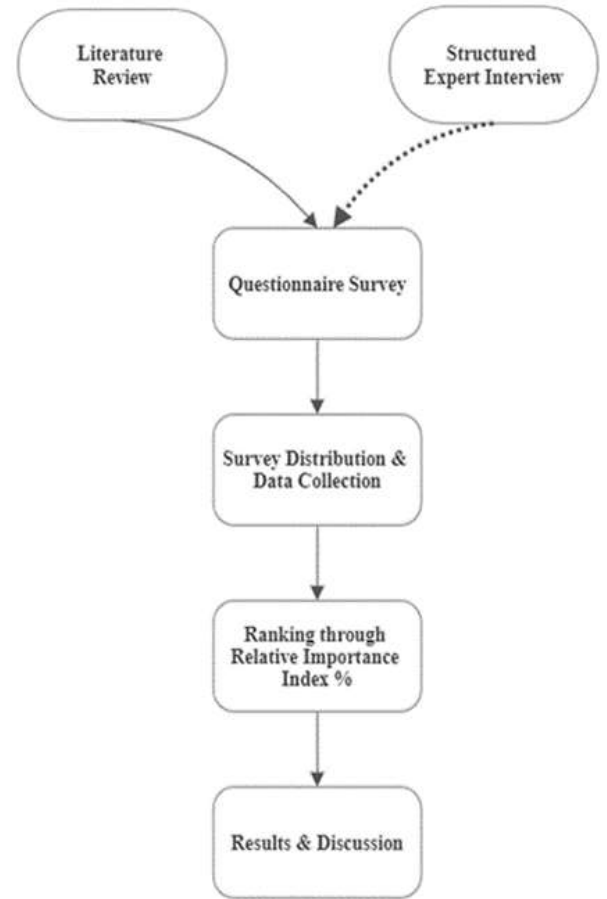 Literature
Review
Structured
Expert Interview
Questionnaire Survey
Survey Distribution &
Data Collection
Ranking through
Relative Importance
Index %
Results & Discussion